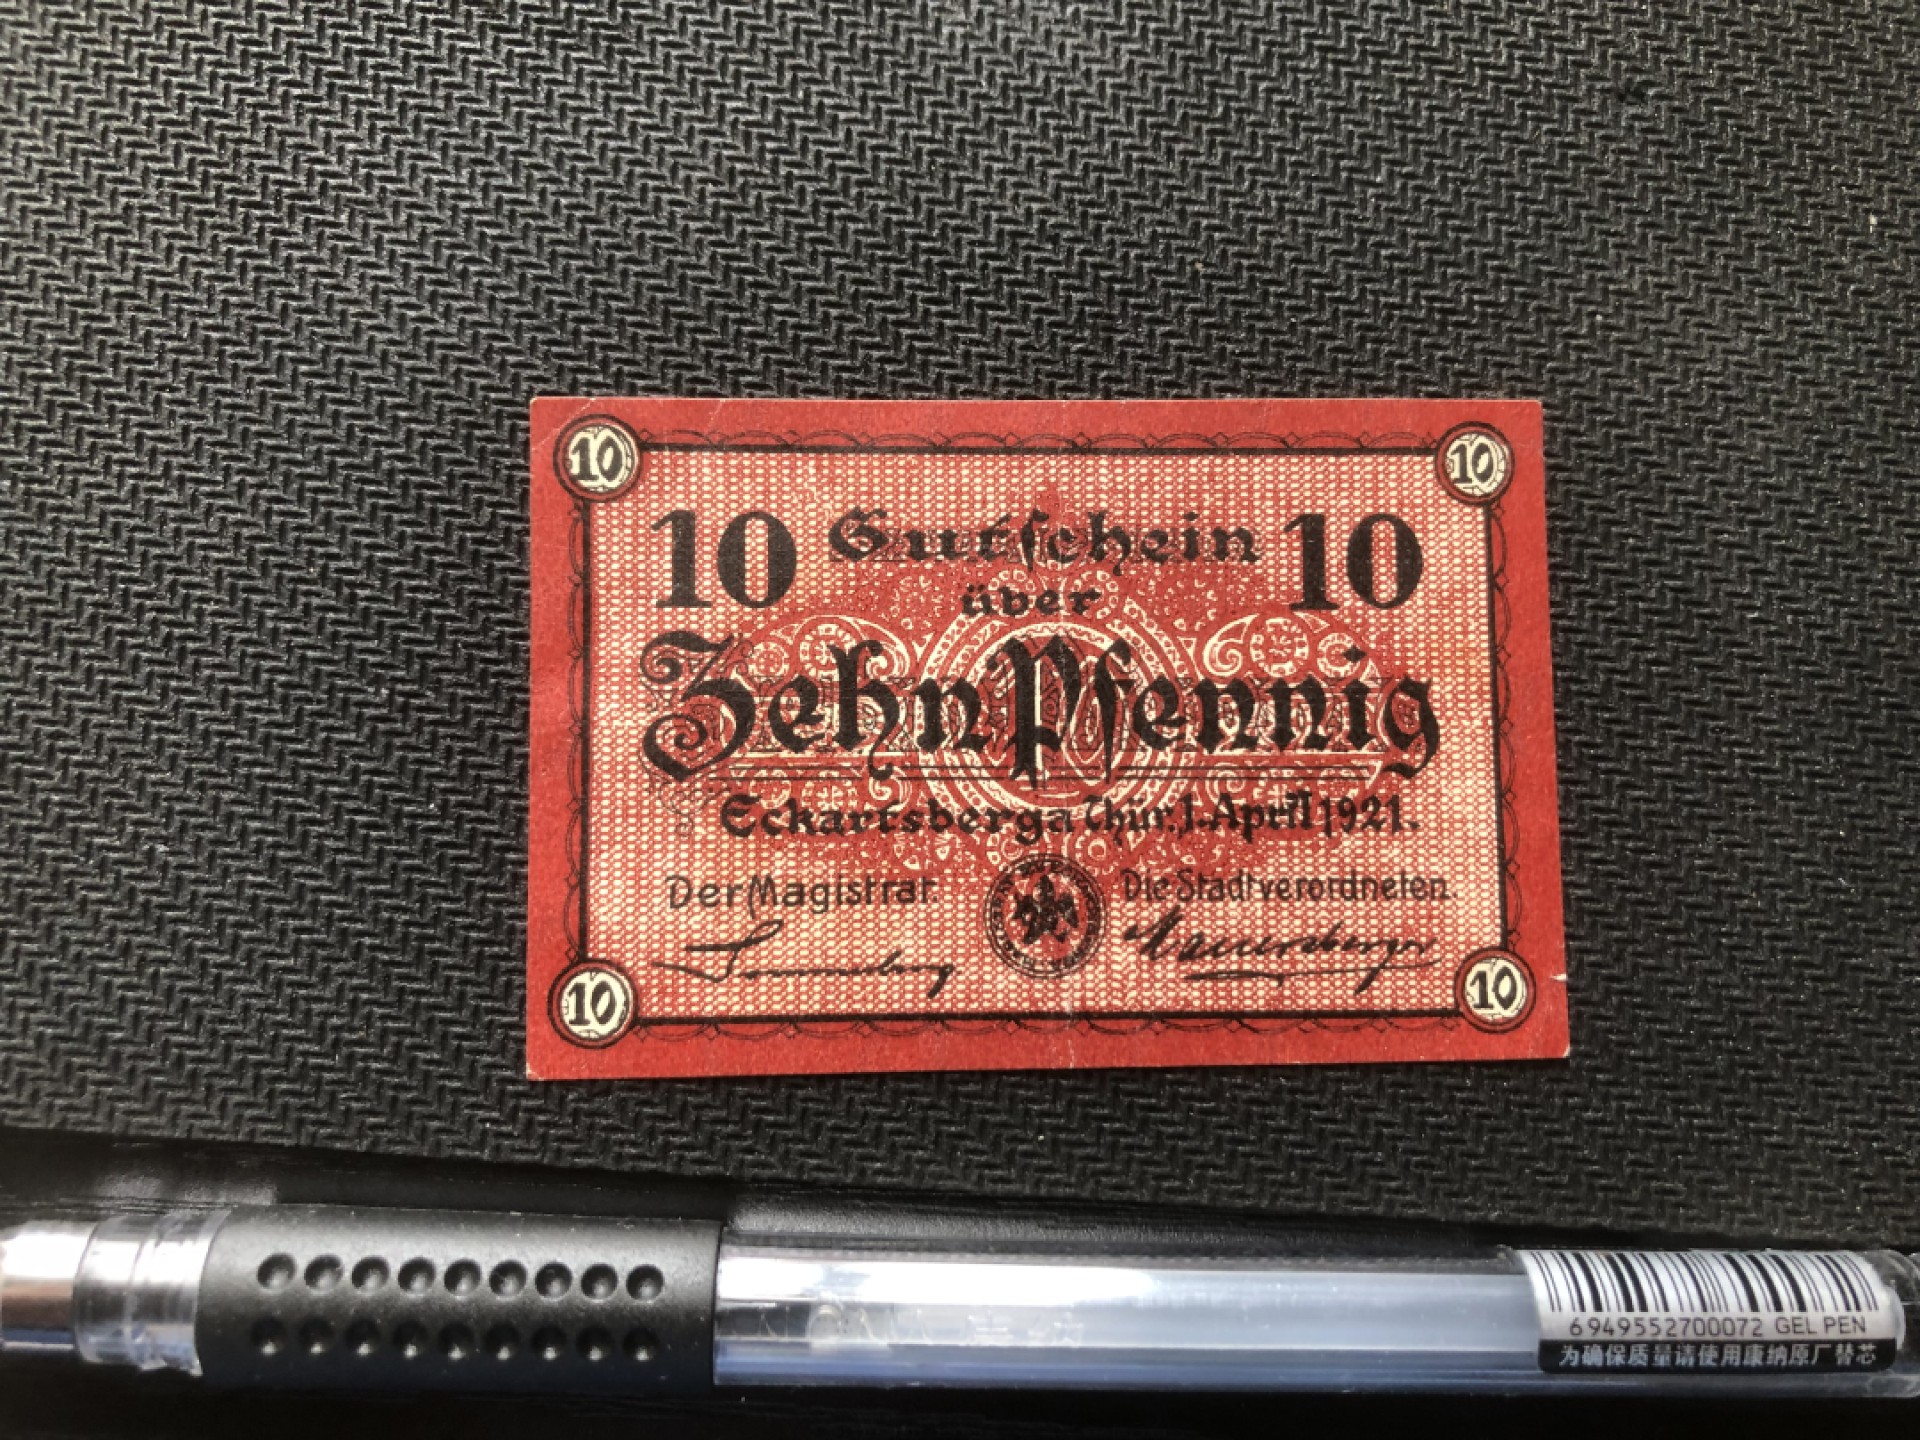 10 10
10 Gutschein 10
über
Zehn Pfennig
Eckartsberga Thür. 1. April 1921.
Der Magistrat. Die Stadtverordneten.
Mauersberger
10 10
6949552700072 GEL PEN
为确保质量请使用康纳原厂替芯